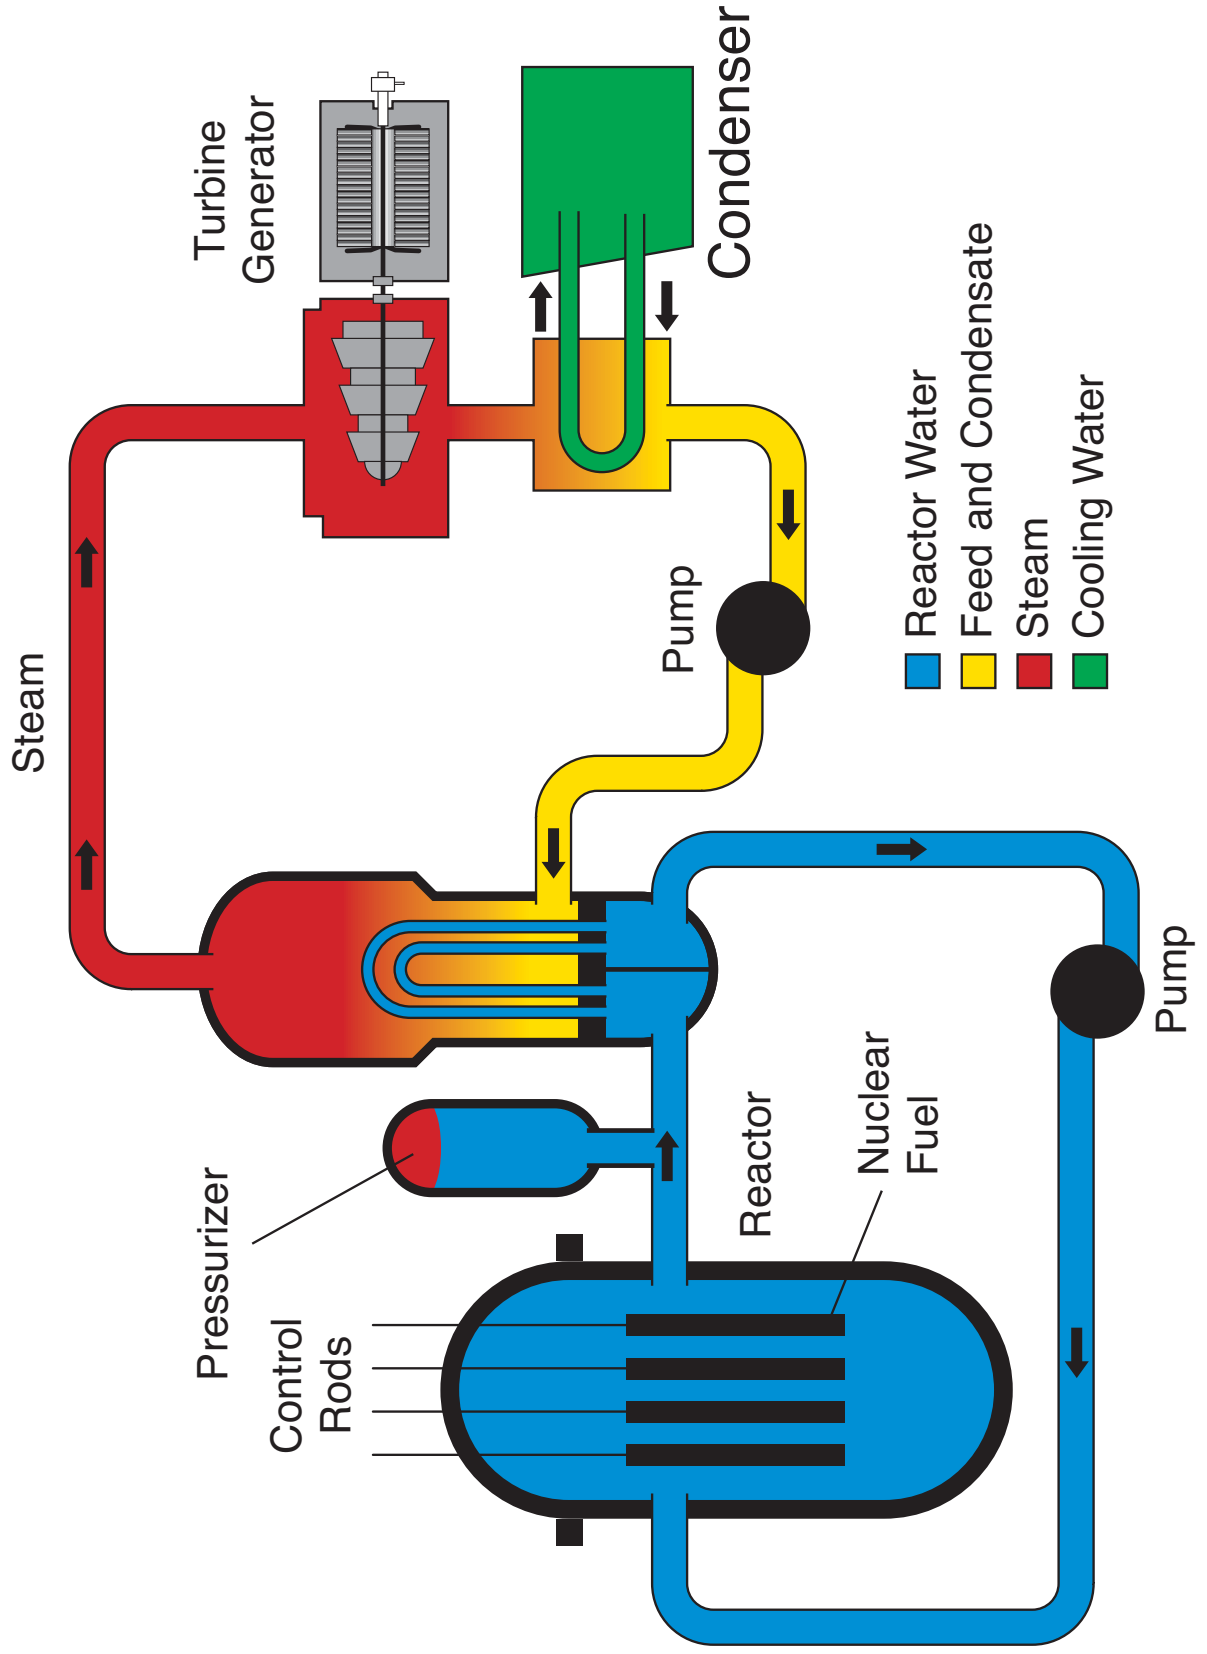 Steam
Turbine
Generator
Pressurizer
Control
Rods
Pump
Condenser
Reactor
Nuclear
Fuel
Reactor Water
Feed and Condensate
Steam
Cooling Water
Pump